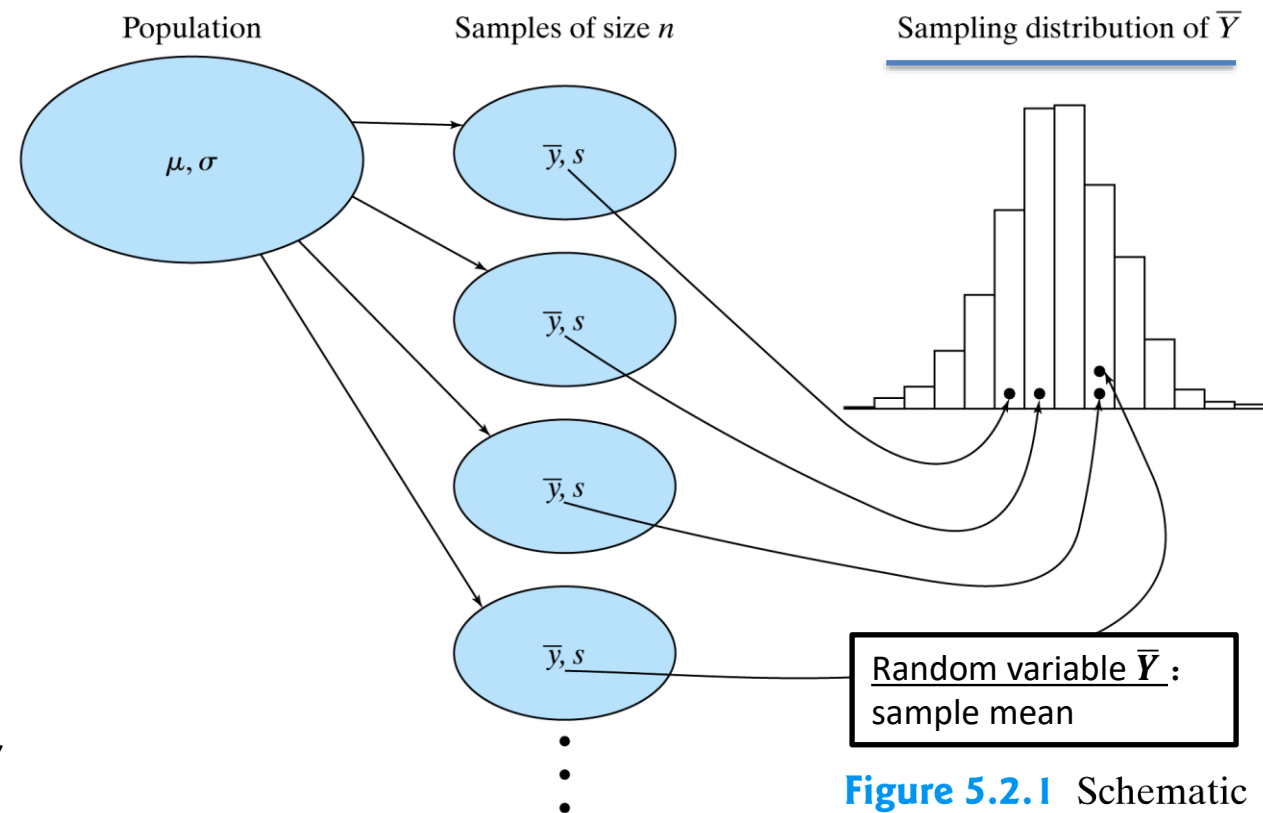 Population
Samples of size n
Sampling distribution of Y̅
μ, σ
y̅, s
y̅, s
y̅, s
y̅, s
Random variable Y̅ :
sample mean
Figure 5.2.1 Schematic